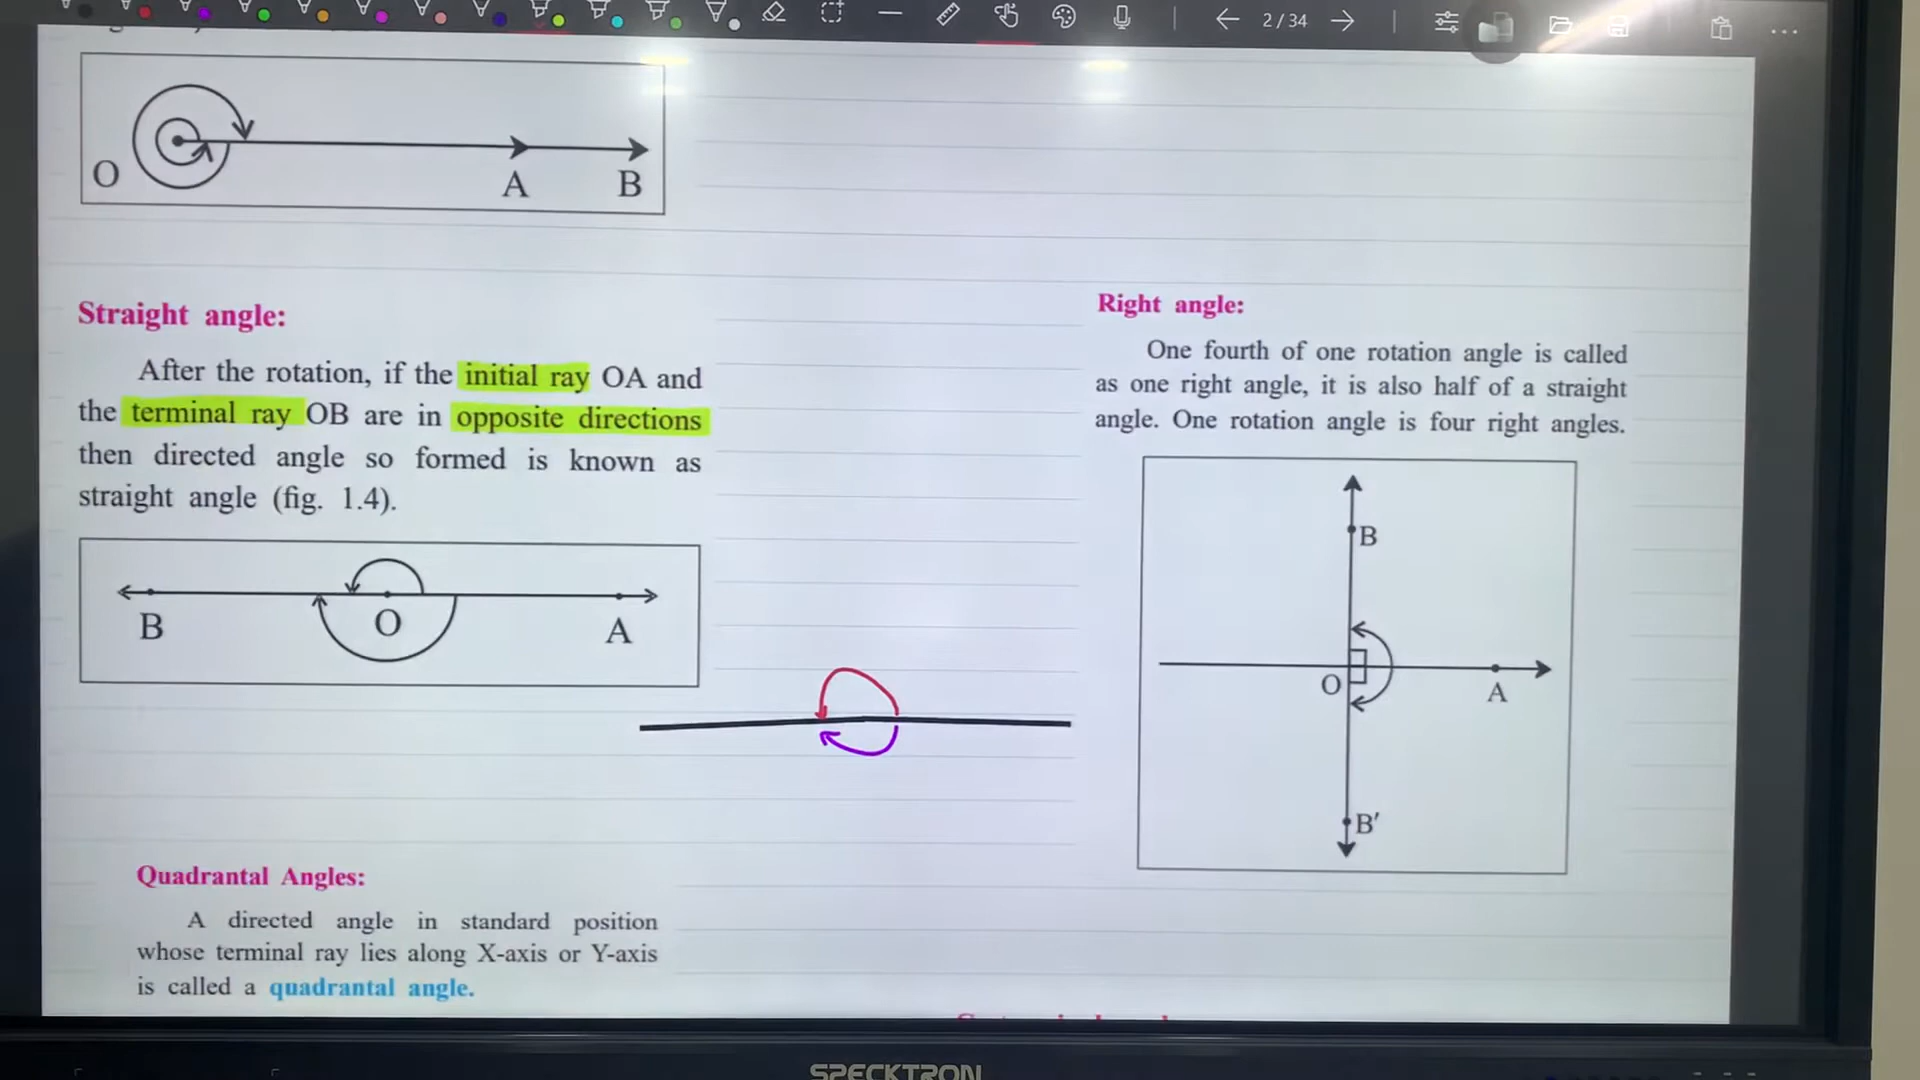 2 / 34
O
A
B
Straight angle:
After the rotation, if the initial ray OA and
the terminal ray OB are in opposite directions
then directed angle so formed is known as
straight angle (fig. 1.4).
B
O
A
Quadrantal Angles:
A directed angle in standard position
whose terminal ray lies along X-axis or Y-axis
is called a quadrantal angle.
Right angle:
One fourth of one rotation angle is called
as one right angle, it is also half of a straight
angle. One rotation angle is four right angles.
B
O
A
B′
SPECKTRON